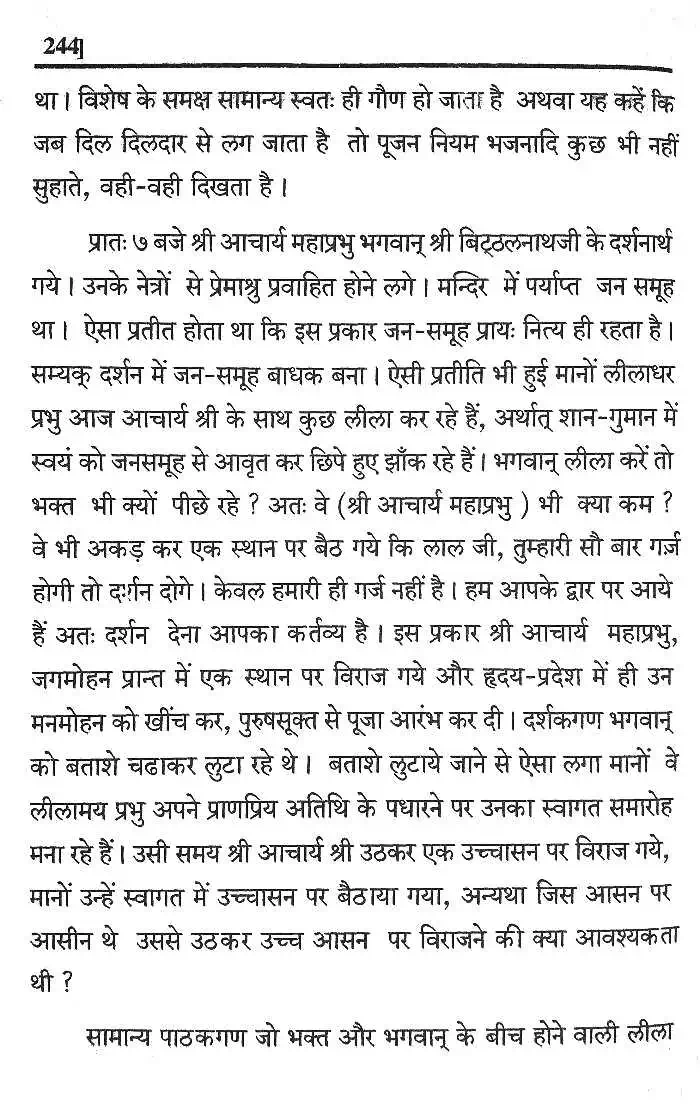 244]
था। विशेष के समक्ष सामान्य स्वतः ही गौण हो जाता है अथवा यह कहें कि
जब दिल दिलदार से लग जाता है तो पूजन नियम भजनादि कुछ भी नहीं
सुहाते, वही-वही दिखता है।
प्रातः ७ बजे श्री आचार्य महाप्रभु भगवान् श्री बिट्ठलनाथजी के दर्शनार्थ
गये। उनके नेत्रों से प्रेमाश्रु प्रवाहित होने लगे। मन्दिर में पर्याप्त जन समूह
था। ऐसा प्रतीत होता था कि इस प्रकार जन-समूह प्रायः नित्य ही रहता है।
सम्यक् दर्शन में जन-समूह बाधक बना। ऐसी प्रतीति भी हुई मानों लीलाधर
प्रभु आज आचार्य श्री के साथ कुछ लीला कर रहे हैं, अर्थात् शान-गुमान में
स्वयं को जनसमूह से आवृत कर छिपे हुए झाँक रहे हैं। भगवान् लीला करें तो
भक्त भी क्यों पीछे रहे ? अतः वे (श्री आचार्य महाप्रभु ) भी क्या कम ?
वे भी अकड़ कर एक स्थान पर बैठ गये कि लाल जी, तुम्हारी सौ बार गर्ज़
होगी तो दर्शन दोगे। केवल हमारी ही गर्ज नहीं है। हम आपके द्वार पर आये
हैं अतः दर्शन देना आपका कर्तव्य है। इस प्रकार श्री आचार्य महाप्रभु,
जगमोहन प्रान्त में एक स्थान पर विराज गये और हृदय-प्रदेश में ही उन
मनमोहन को खींच कर, पुरुषसूक्त से पूजा आरंभ कर दी। दर्शकगण भगवान्
को बताशे चढाकर लुटा रहे थे। बताशे लुटाये जाने से ऐसा लगा मानों वे
लीलामय प्रभु अपने प्राणप्रिय अतिथि के पधारने पर उनका स्वागत समारोह
मना रहे हैं। उसी समय श्री आचार्य श्री उठकर एक उच्चासन पर विराज गये,
मानों उन्हें स्वागत में उच्चासन पर बैठाया गया, अन्यथा जिस आसन पर
आसीन थे उससे उठकर उच्च आसन पर विराजने की क्या आवश्यकता
थी ?
सामान्य पाठकगण जो भक्त और भगवान् के बीच होने वाली लीला